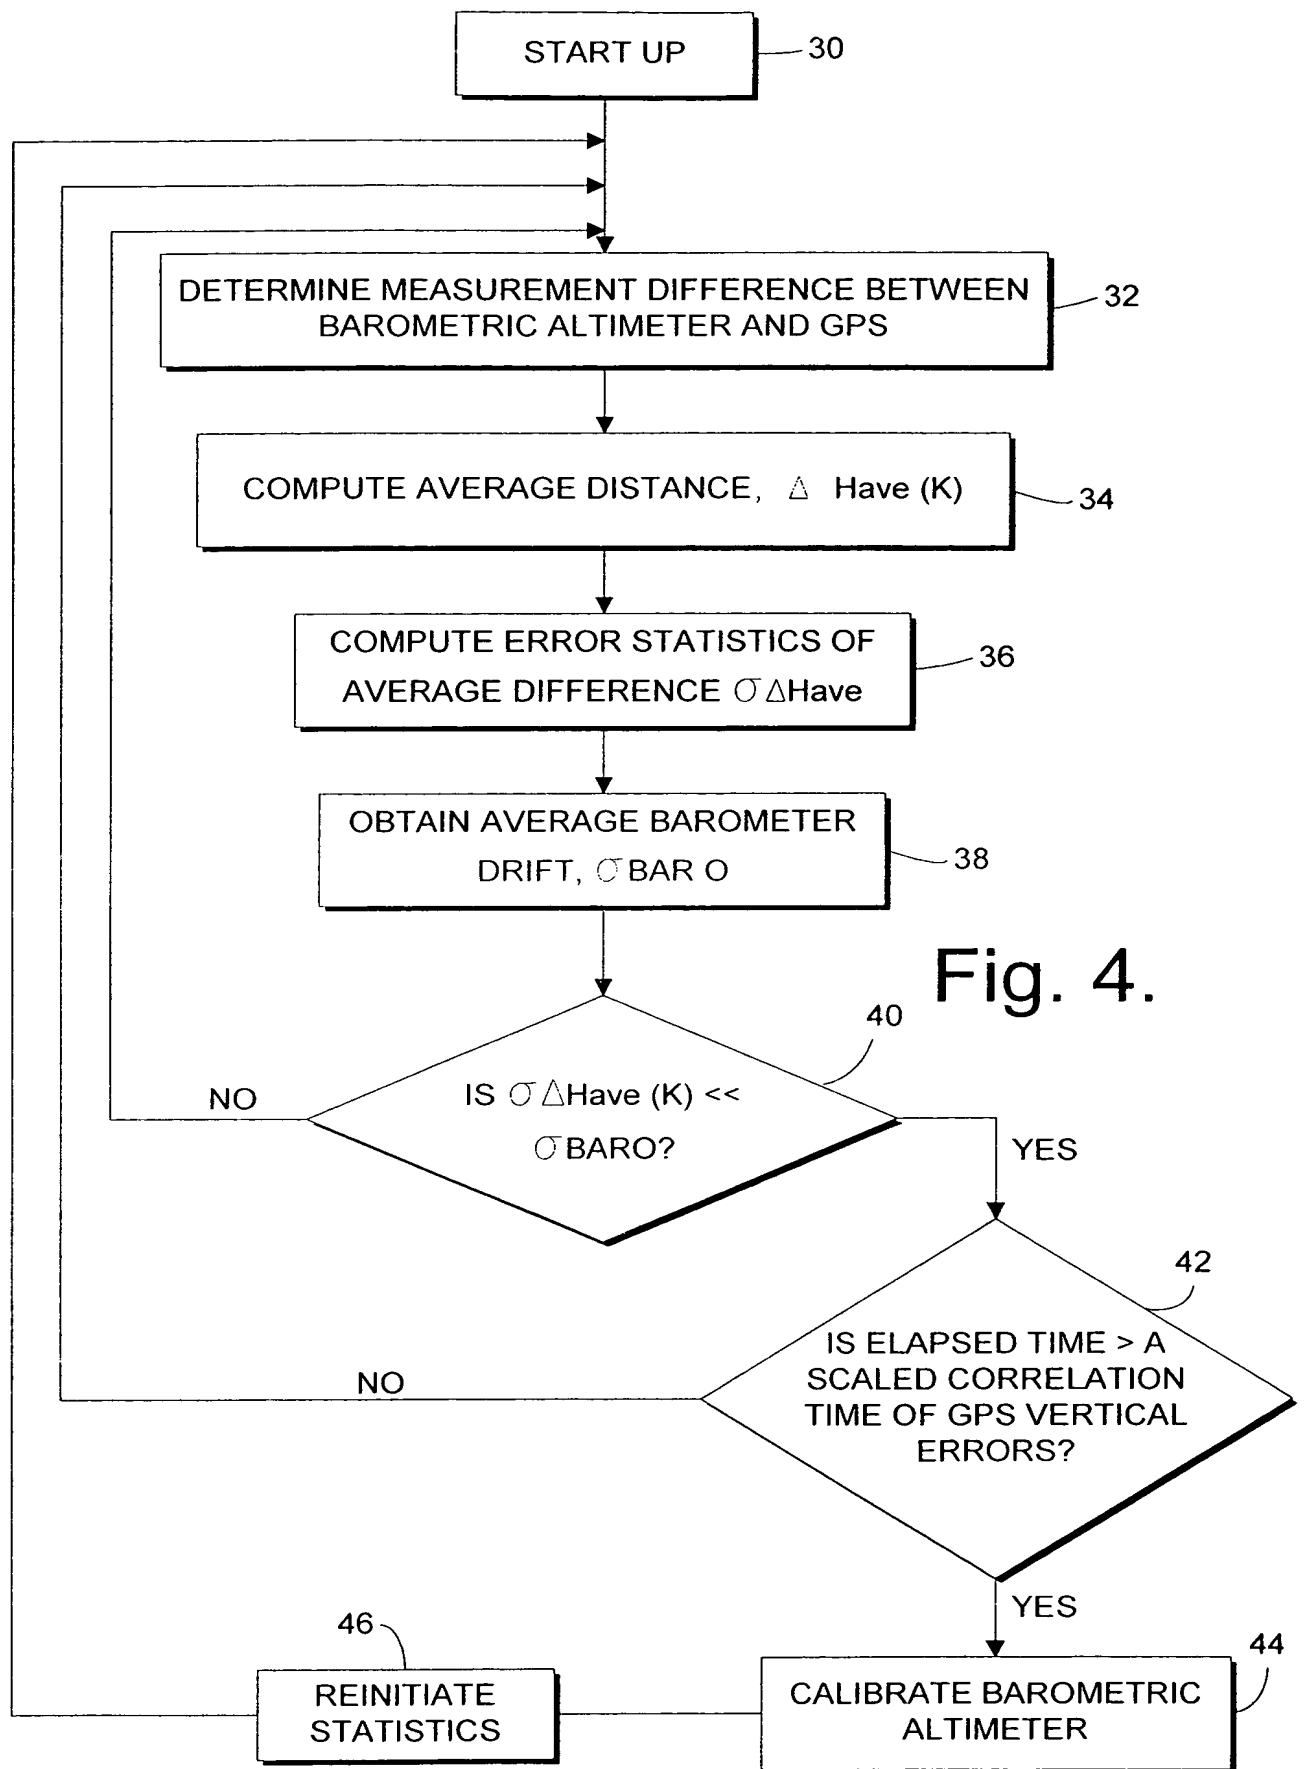 START UP
30
DETERMINE MEASUREMENT DIFFERENCE BETWEEN
BAROMETRIC ALTIMETER AND GPS
32
COMPUTE AVERAGE DISTANCE, Δ Have (K)
34
COMPUTE ERROR STATISTICS OF
AVERAGE DIFFERENCE σΔHave
36
OBTAIN AVERAGE BAROMETER
DRIFT, σBAR O
38
Fig. 4.
40
IS σΔHave (K) <<
σBARO?
NO
YES
42
IS ELAPSED TIME > A
SCALED CORRELATION
TIME OF GPS VERTICAL
ERRORS?
NO
YES
44
CALIBRATE BAROMETRIC
ALTIMETER
46
REINITIATE
STATISTICS